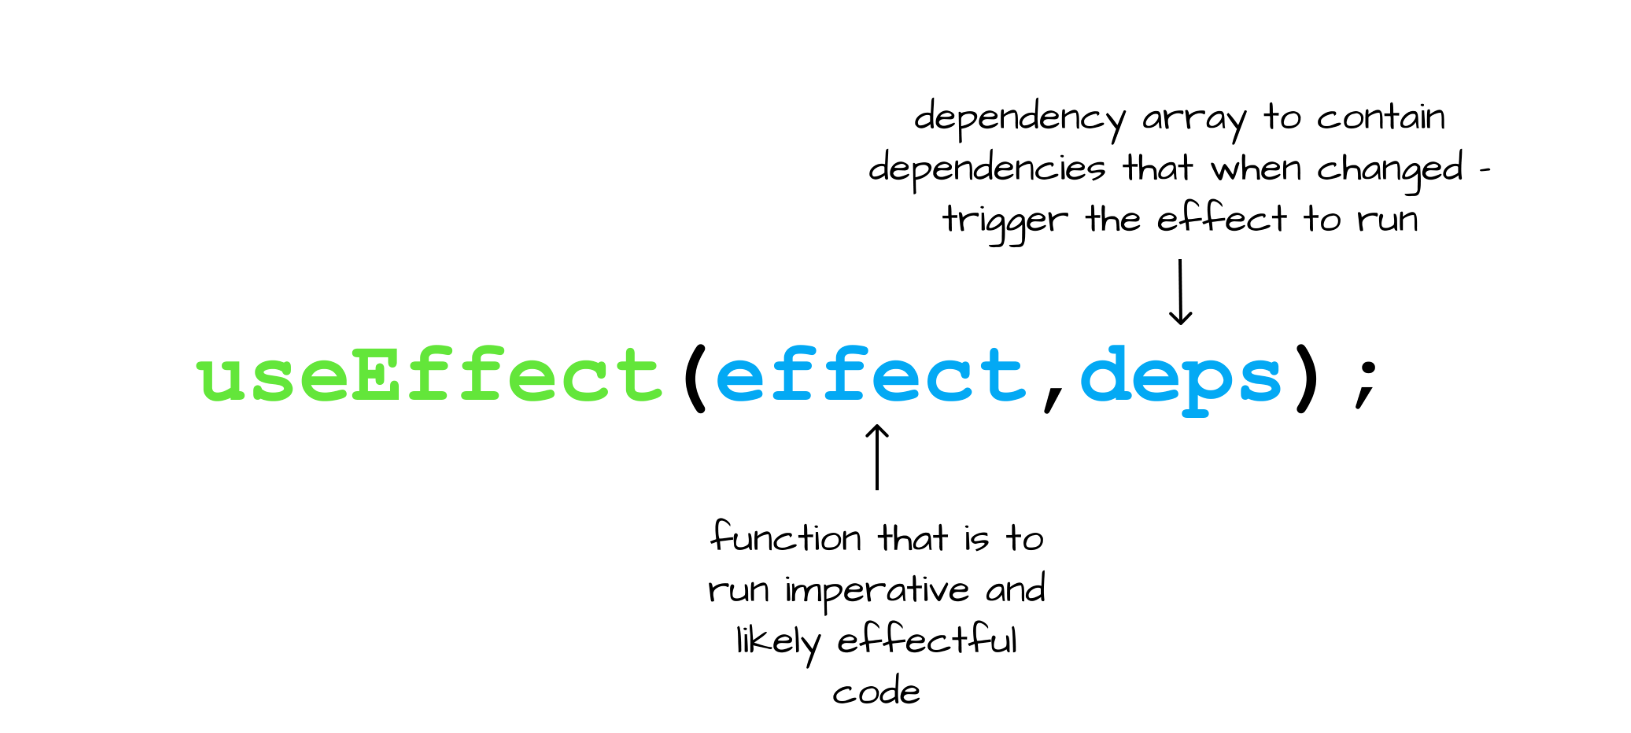 dependency array to contain
dependencies that when changed -
trigger the effect to run
useEffect(effect,deps);
function that is to
run imperative and
likely effectful
code